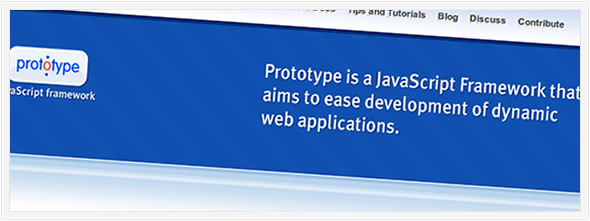 Tips and Tutorials Blog Discuss Contribute
prototype
JavaScript framework
Prototype is a JavaScript Framework that
aims to ease development of dynamic
web applications.